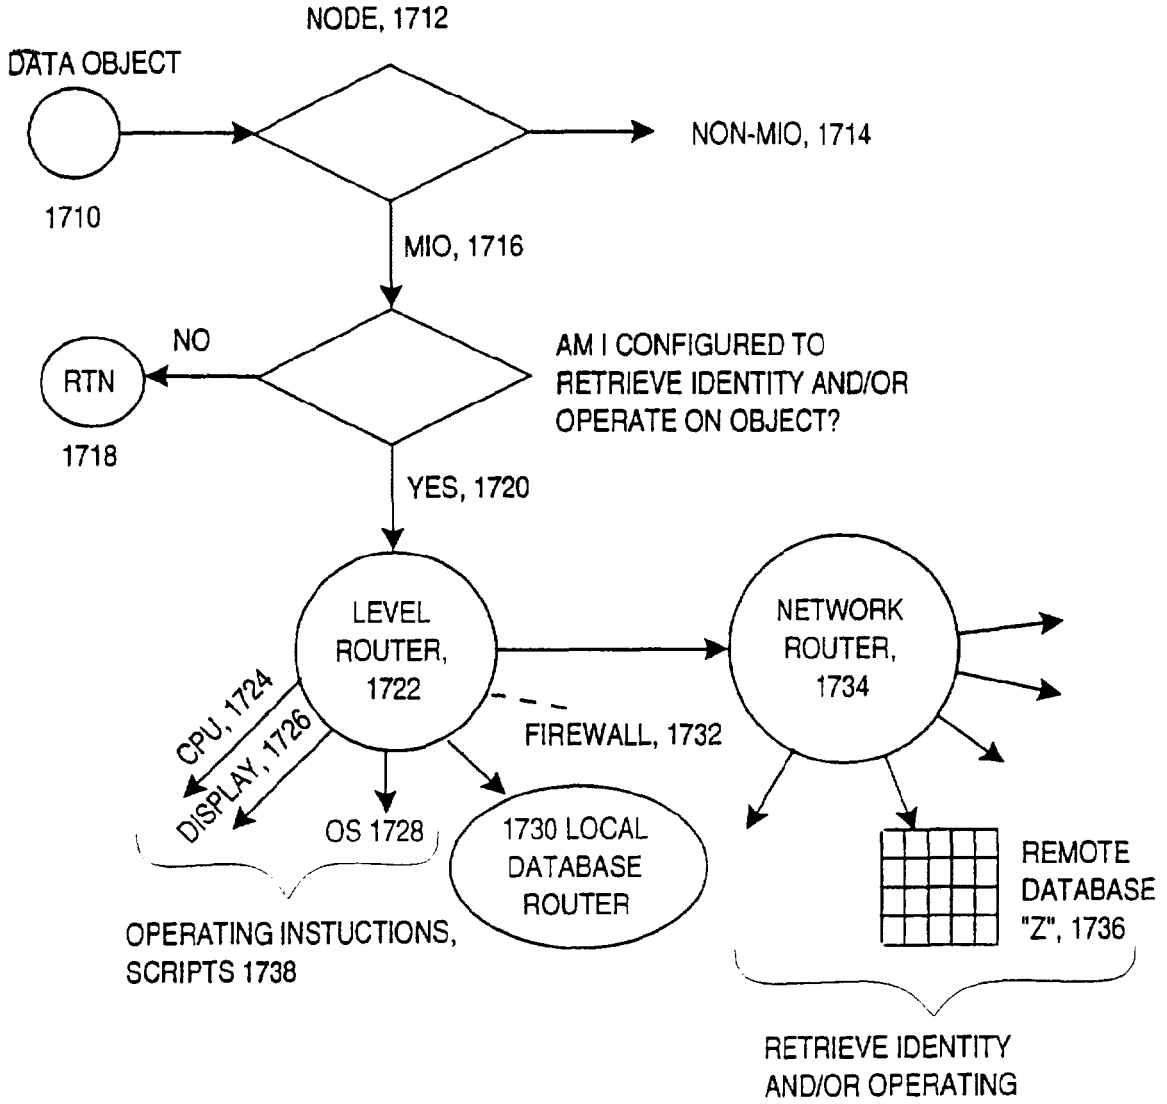 NODE, 1712
DATA OBJECT
NON-MIO, 1714
1710
MIO, 1716
NO
RTN
1718
AM I CONFIGURED TO
RETRIEVE IDENTITY AND/OR
OPERATE ON OBJECT?
YES, 1720
LEVEL
ROUTER,
1722
NETWORK
ROUTER,
1734
CPU, 1724
DISPLAY, 1726
FIREWALL, 1732
OS 1728
1730 LOCAL
DATABASE
ROUTER
REMOTE
DATABASE
"Z", 1736
OPERATING INSTUCTIONS,
SCRIPTS 1738
RETRIEVE IDENTITY
AND/OR OPERATING